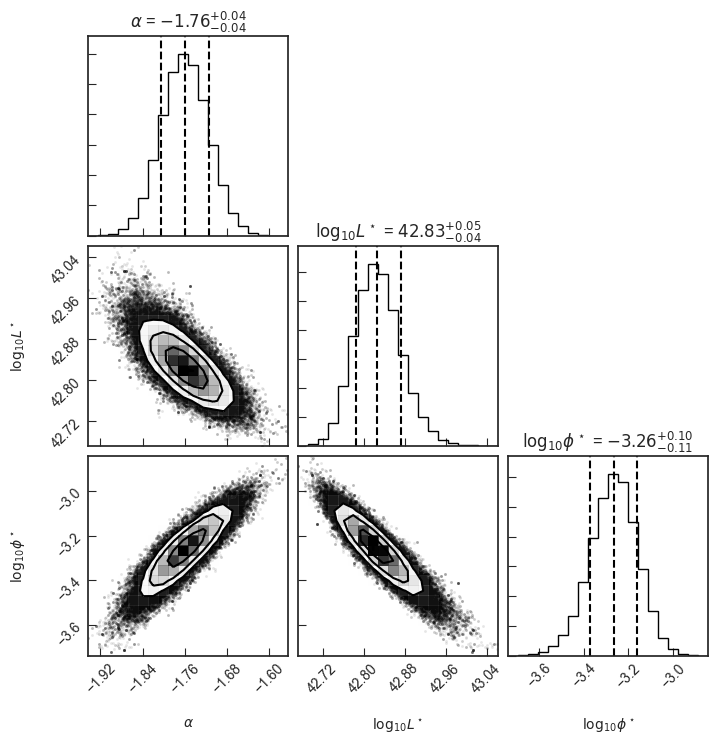 α = −1.76+0.04−0.04
log10L⋆ = 42.83+0.05−0.04
43.04
42.96
42.88
42.80
42.72
log10L⋆
log10ϕ⋆ = −3.26+0.10−0.11
−3.0
−3.2
−3.4
−3.6
log10ϕ⋆
−1.92 −1.84 −1.76 −1.68 −1.60 42.72 42.80 42.88 42.96 43.04 −3.6 −3.4 −3.2 −3.0
α log10L⋆ log10ϕ⋆